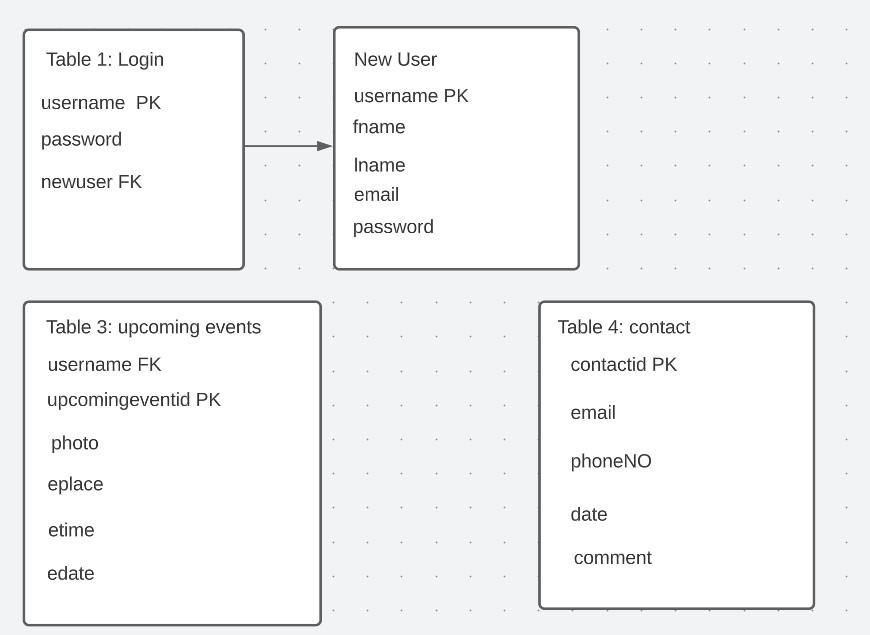 Table 1: Login
username PK
password
newuser FK
New User
username PK
fname
lname
email
password
Table 3: upcoming events
username FK
upcomingeventid PK
photo
eplace
etime
edate
Table 4: contact
contactid PK
email
phoneNO
date
comment